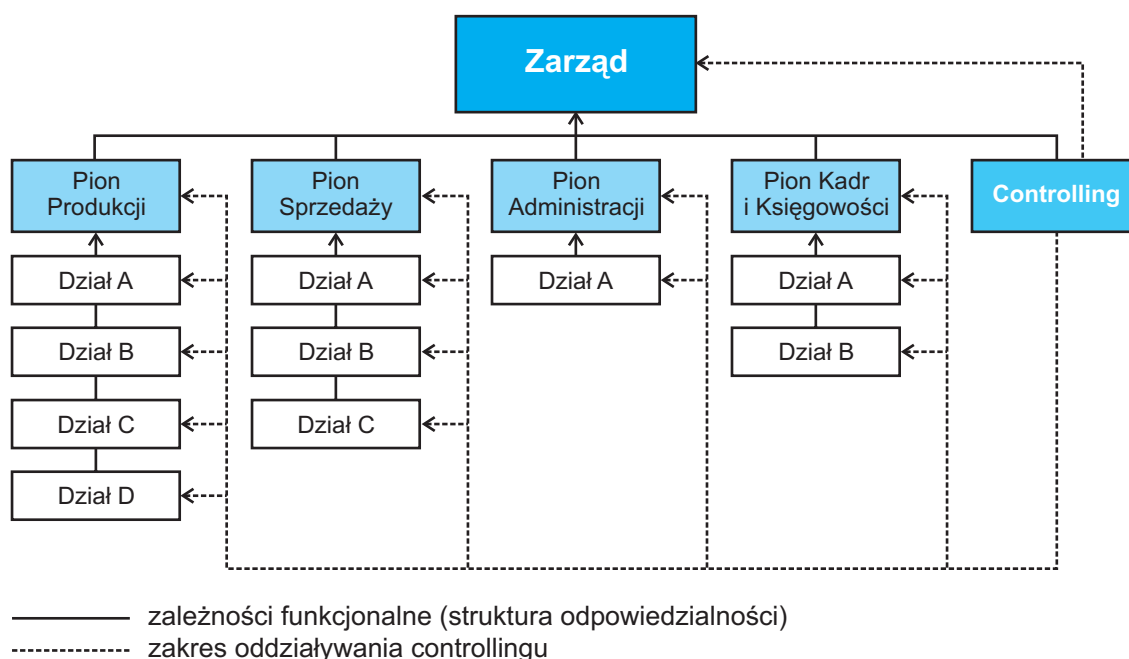 Zarząd
Pion
Produkcji
Pion
Sprzedaży
Pion
Administracji
Pion Kadr
i Księgowości
Controlling
Dział A
Dział A
Dział A
Dział A
Dział B
Dział B
Dział B
Dział C
Dział C
Dział D
zależności funkcjonalne (struktura odpowiedzialności)
zakres oddziaływania controllingu